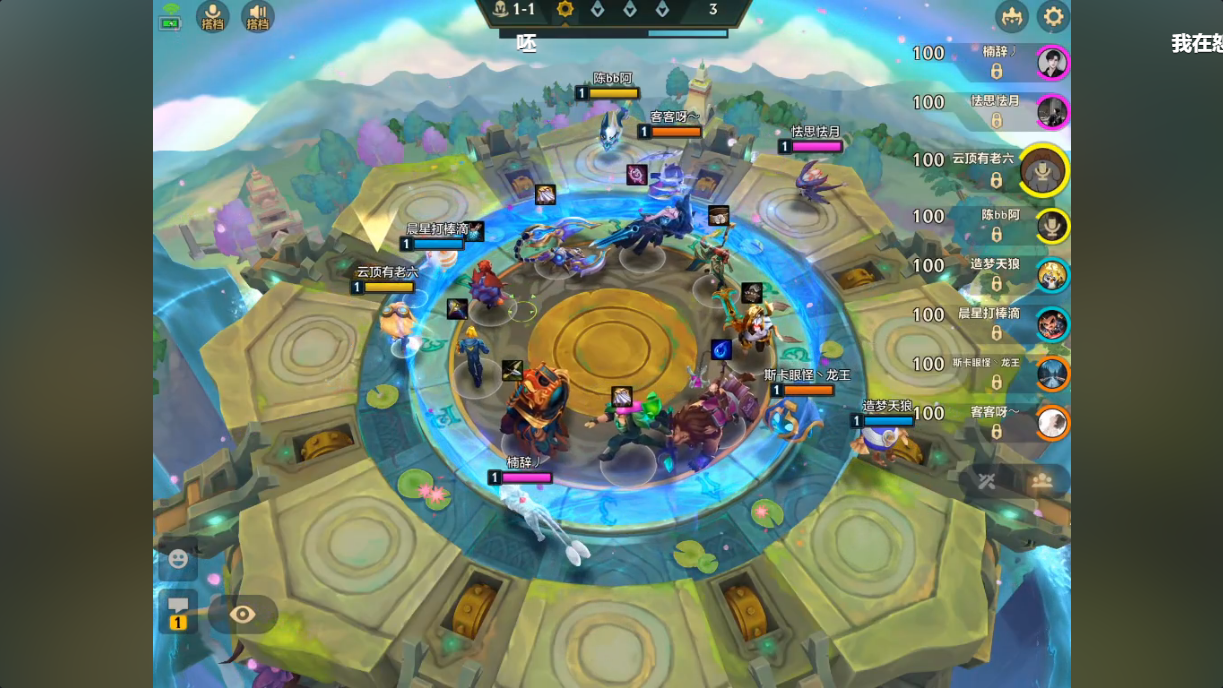 搭档
搭档
1-1
3
呸
我在怒
陈bb阿
1
客客呀～
1
怯思怯月
1
晨星打棒滴
1
云顶有老六
1
斯卡眼怪丶龙王
1
造梦天狼
1
楠辞丿
1
100 楠辞丿
100 怯思怯月
100 云顶有老六
100 陈bb阿
100 造梦天狼
100 晨星打棒滴
100 斯卡眼怪丶龙王
100 客客呀～
1